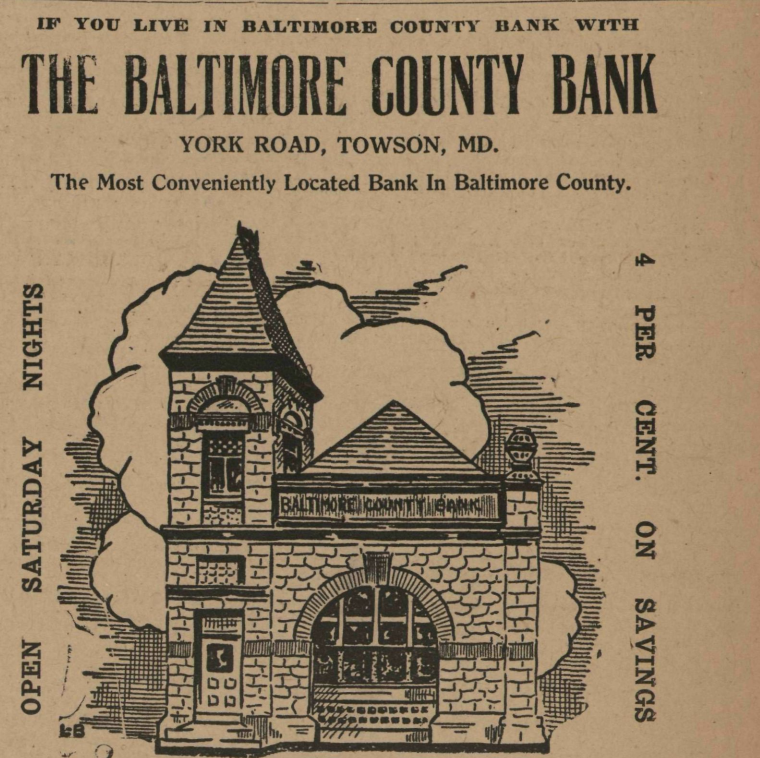 IF YOU LIVE IN BALTIMORE COUNTY BANK WITH
THE BALTIMORE COUNTY BANK
YORK ROAD, TOWSON, MD.
The Most Conveniently Located Bank In Baltimore County.
OPEN SATURDAY NIGHTS
4 PER CENT. ON SAVINGS
BALTIMORE COUNTY BANK